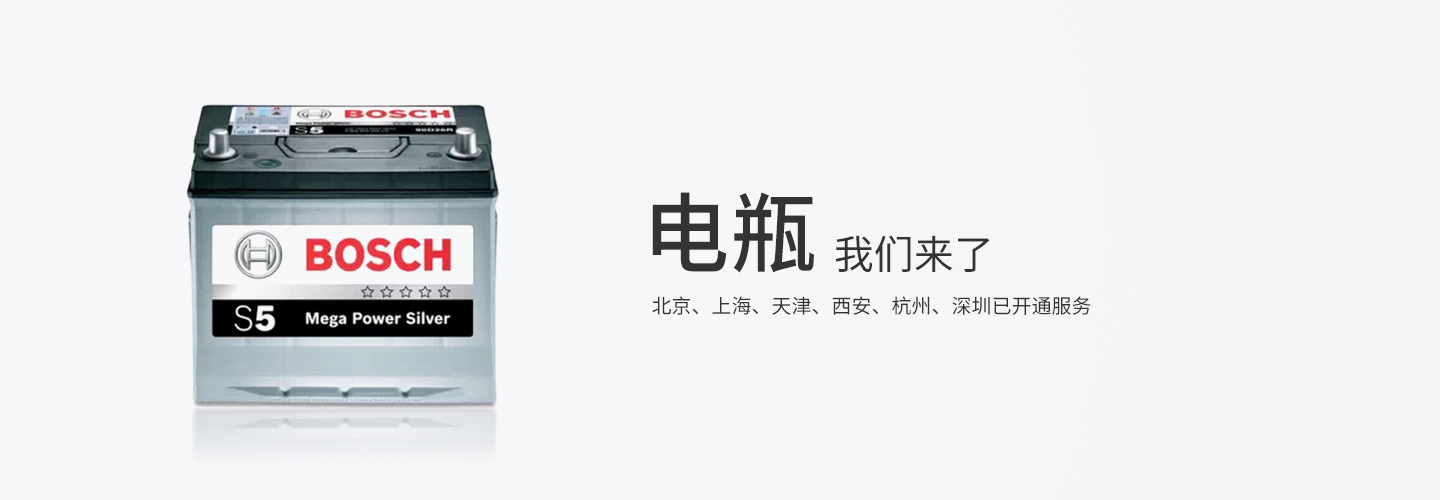 BOSCH
S5
90D26R
BOSCH
S5 Mega Power Silver
电瓶 我们来了
北京、上海、天津、西安、杭州、深圳已开通服务